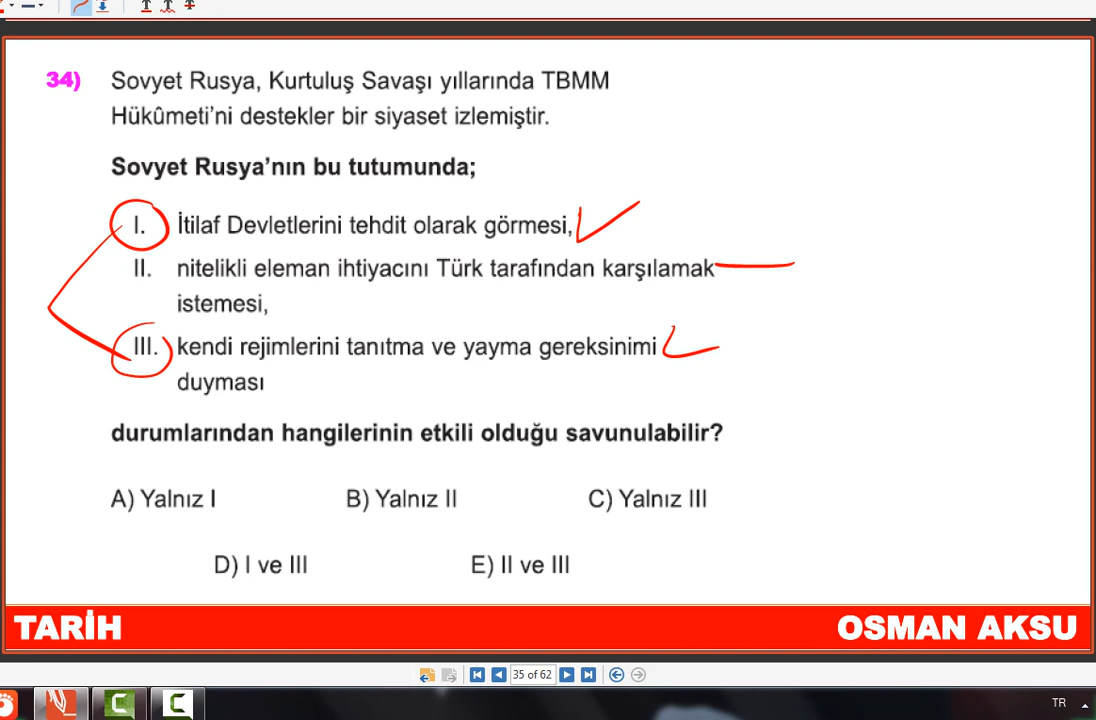 34) Sovyet Rusya, Kurtuluş Savaşı yıllarında TBMM
Hükûmeti'ni destekler bir siyaset izlemiştir.
Sovyet Rusya'nın bu tutumunda;
I. İtilaf Devletlerini tehdit olarak görmesi,
II. nitelikli eleman ihtiyacını Türk tarafından karşılamak
istemesi,
III. kendi rejimlerini tanıtma ve yayma gereksinimi
duyması
durumlarından hangilerinin etkili olduğu savunulabilir?
A) Yalnız I B) Yalnız II C) Yalnız III
D) I ve III E) II ve III
TARİH OSMAN AKSU
35 of 62
TR